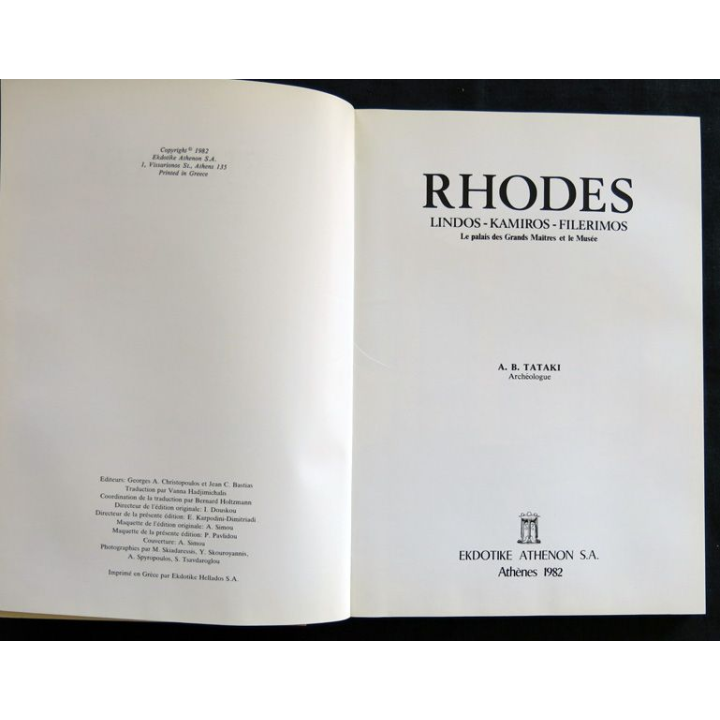 Copyright © 1982
Ekdotike Athenon S.A.
1, Vissarionos St., Athens 135
Printed in Greece
Editeurs: Georges A. Christopoulos et Jean C. Bastias
Traduction par Vanna Hadjimichalis
Coordination de la traduction par Bernard Holtzmann
Directeur de l'édition originale: I. Douskou
Directeur de la présente édition: E. Karpodini-Dimitriadi
Maquette de l'édition originale: A. Simou
Maquette de la présente édition: P. Pavlidou
Couverture: A. Simou
Photographies par M. Skiadaressis, Y. Skouroyannis,
A. Spyropoulos, S. Tsavdaroglou
Imprimé en Grèce par Ekdotike Hellados S.A.
RHODES
LINDOS - KAMIROS - FILERIMOS
Le palais des Grands Maîtres et le Musée
A. B. TATAKI
Archéologue
EKDOTIKE ATHENON S.A.
Athènes 1982